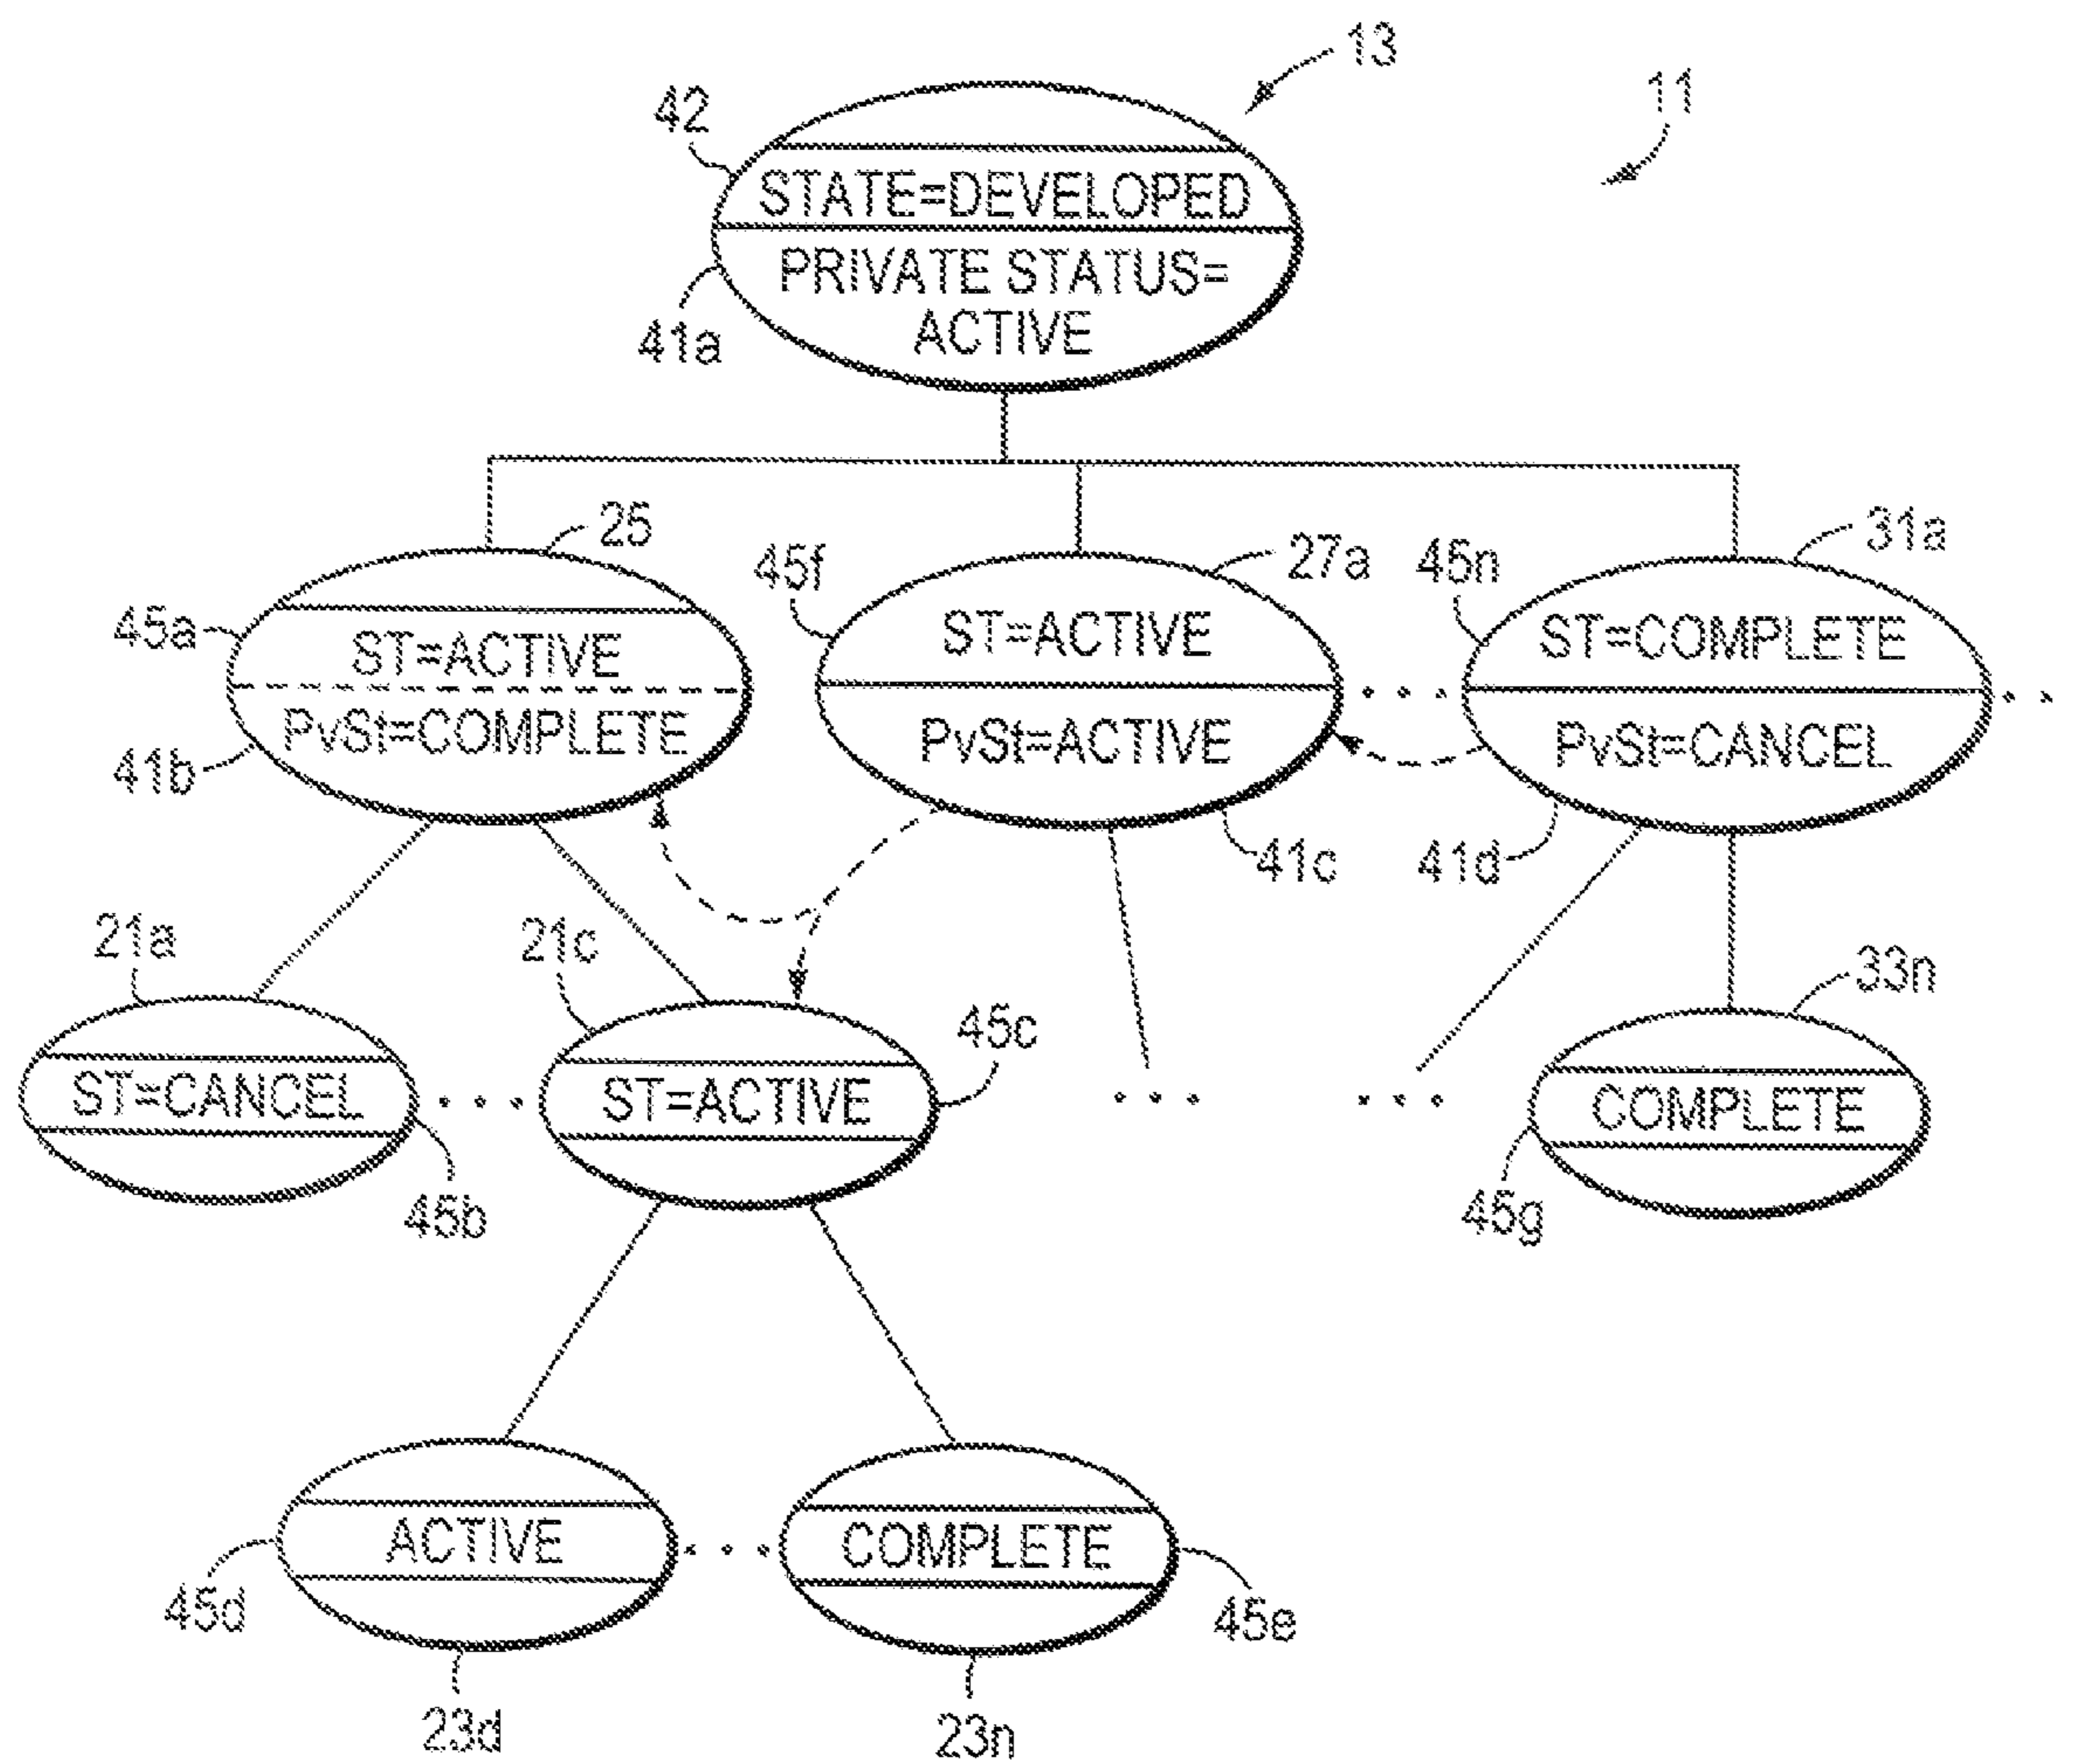 13
11
42
STATE=DEVELOPED
PRIVATE STATUS=
ACTIVE
41a
25
45f
27a
45n
31a
45a
ST=ACTIVE
PvSt=COMPLETE
41b
ST=ACTIVE
PvSt=ACTIVE
41c
ST=COMPLETE
PvSt=CANCEL
41d
21a
21c
45c
33n
ST=CANCEL
45b
ST=ACTIVE
COMPLETE
45g
ACTIVE
45d
23d
COMPLETE
45e
23n